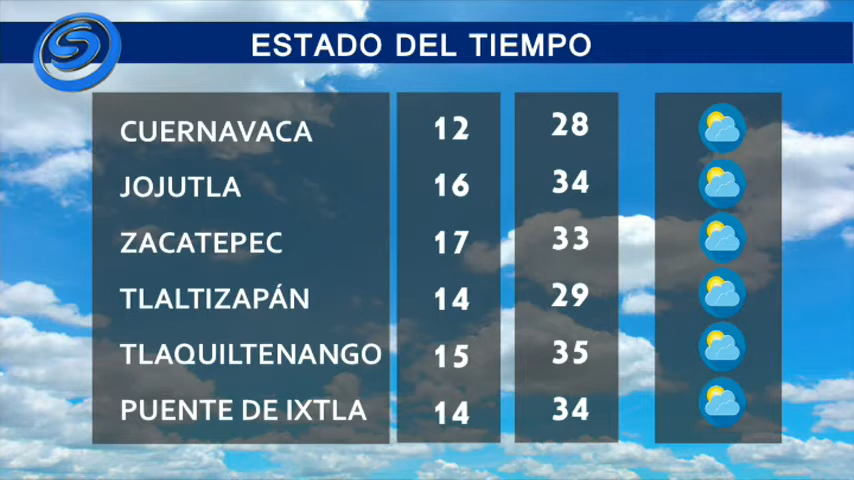 ESTADO DEL TIEMPO
CUERNAVACA 12 28
JOJUTLA 16 34
ZACATEPEC 17 33
TLALTIZAPÁN 14 29
TLAQUILTENANGO 15 35
PUENTE DE IXTLA 14 34